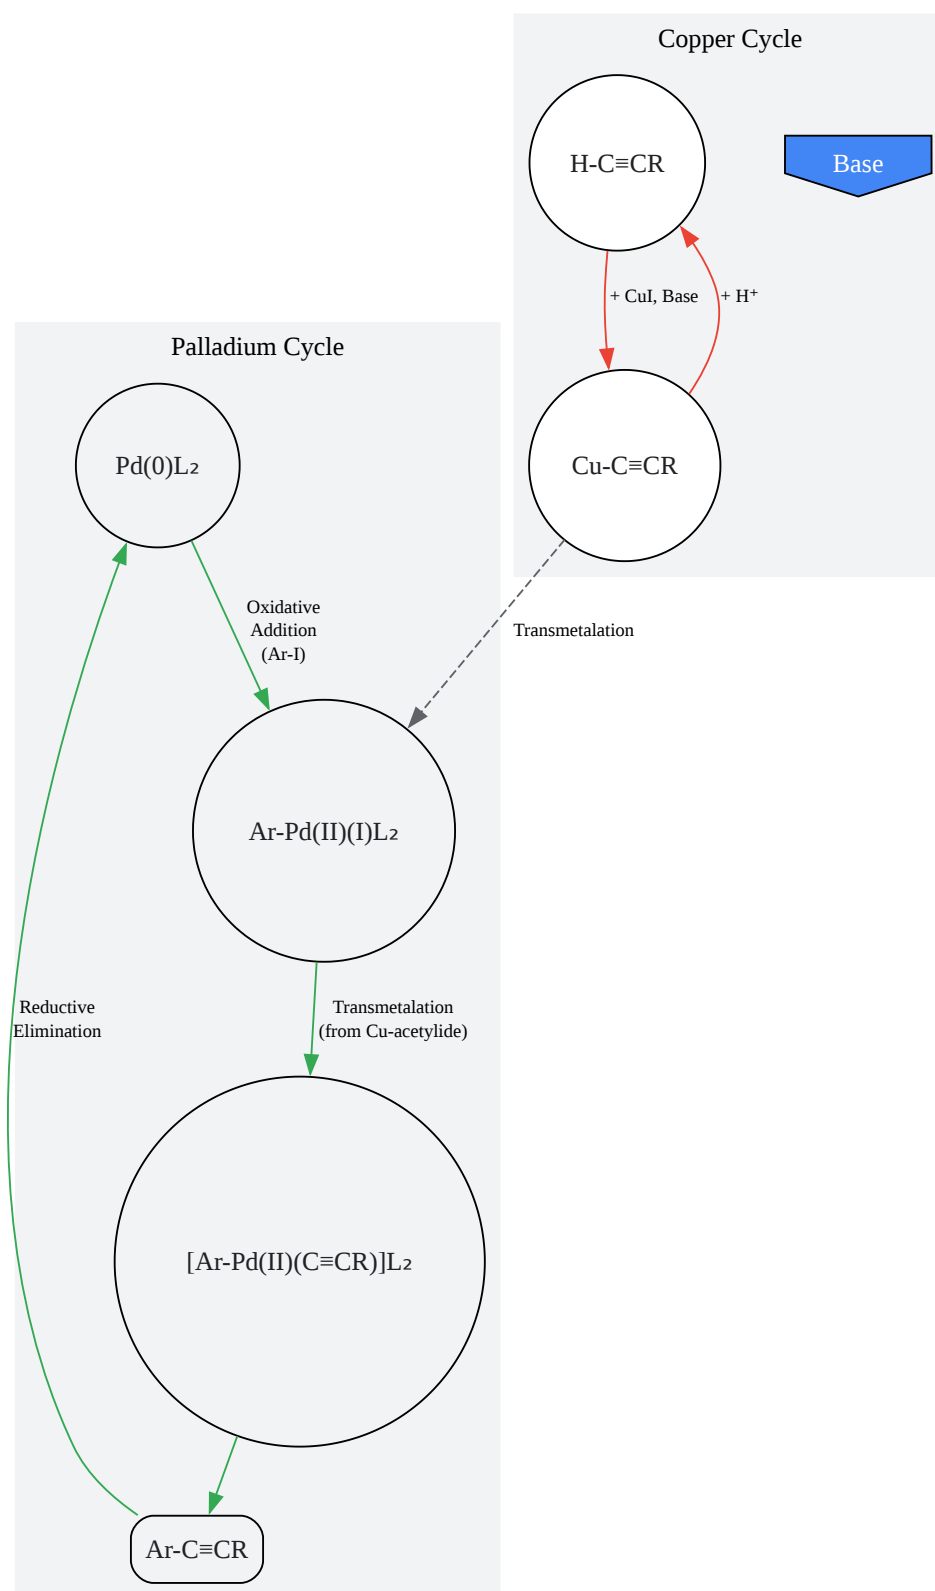 Copper Cycle
H-C≡CR
Base
+ CuI, Base
+ H⁺
Cu-C≡CR
Transmetalation
Palladium Cycle
Pd(0)L₂
Oxidative
Addition
(Ar-I)
Ar-Pd(II)(I)L₂
Reductive
Elimination
Transmetalation
(from Cu-acetylide)
[Ar-Pd(II)(C≡CR)]L₂
Ar-C≡CR